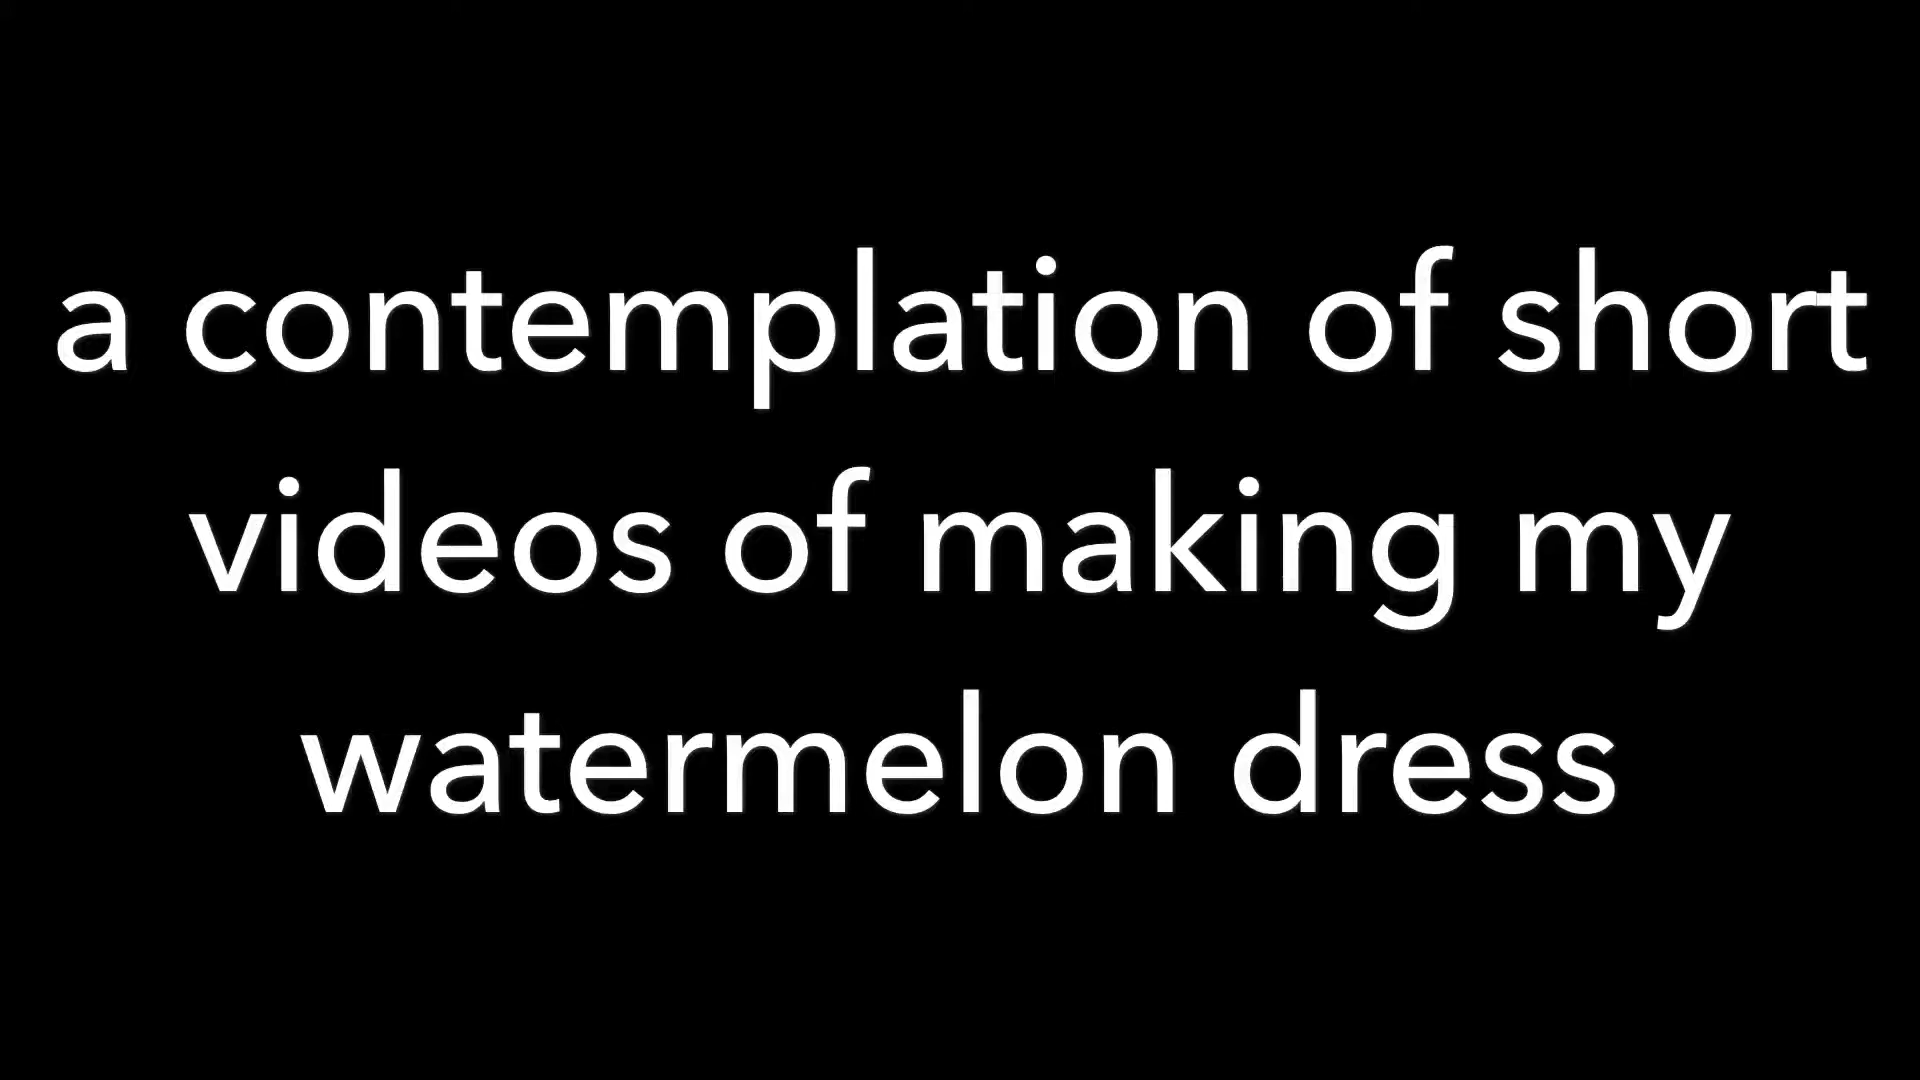 a contemplation of short
videos of making my
watermelon dress